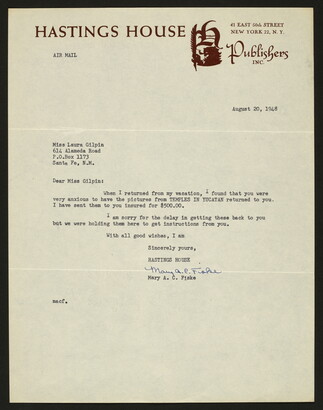 HASTINGS HOUSE
41 EAST 50th STREET
NEW YORK 22, N. Y.
Publishers
INC.
AIR MAIL
August 20, 1948
Miss Laura Gilpin
614 Alameda Road
P.O.Box 1173
Santa Fe, N.M.
Dear Miss Gilpin:
When I returned from my vacation, I found that you were
very anxious to have the pictures from TEMPLES IN YUCATAN returned to you.
I have sent them to you insured for $500.00.
I am sorry for the delay in getting these back to you
but we were holding them here to get instructions from you.
With all good wishes, I am
Sincerely yours,
HASTINGS HOUSE
Mary A. C. Fiske
Mary A. C. Fiske
macf.